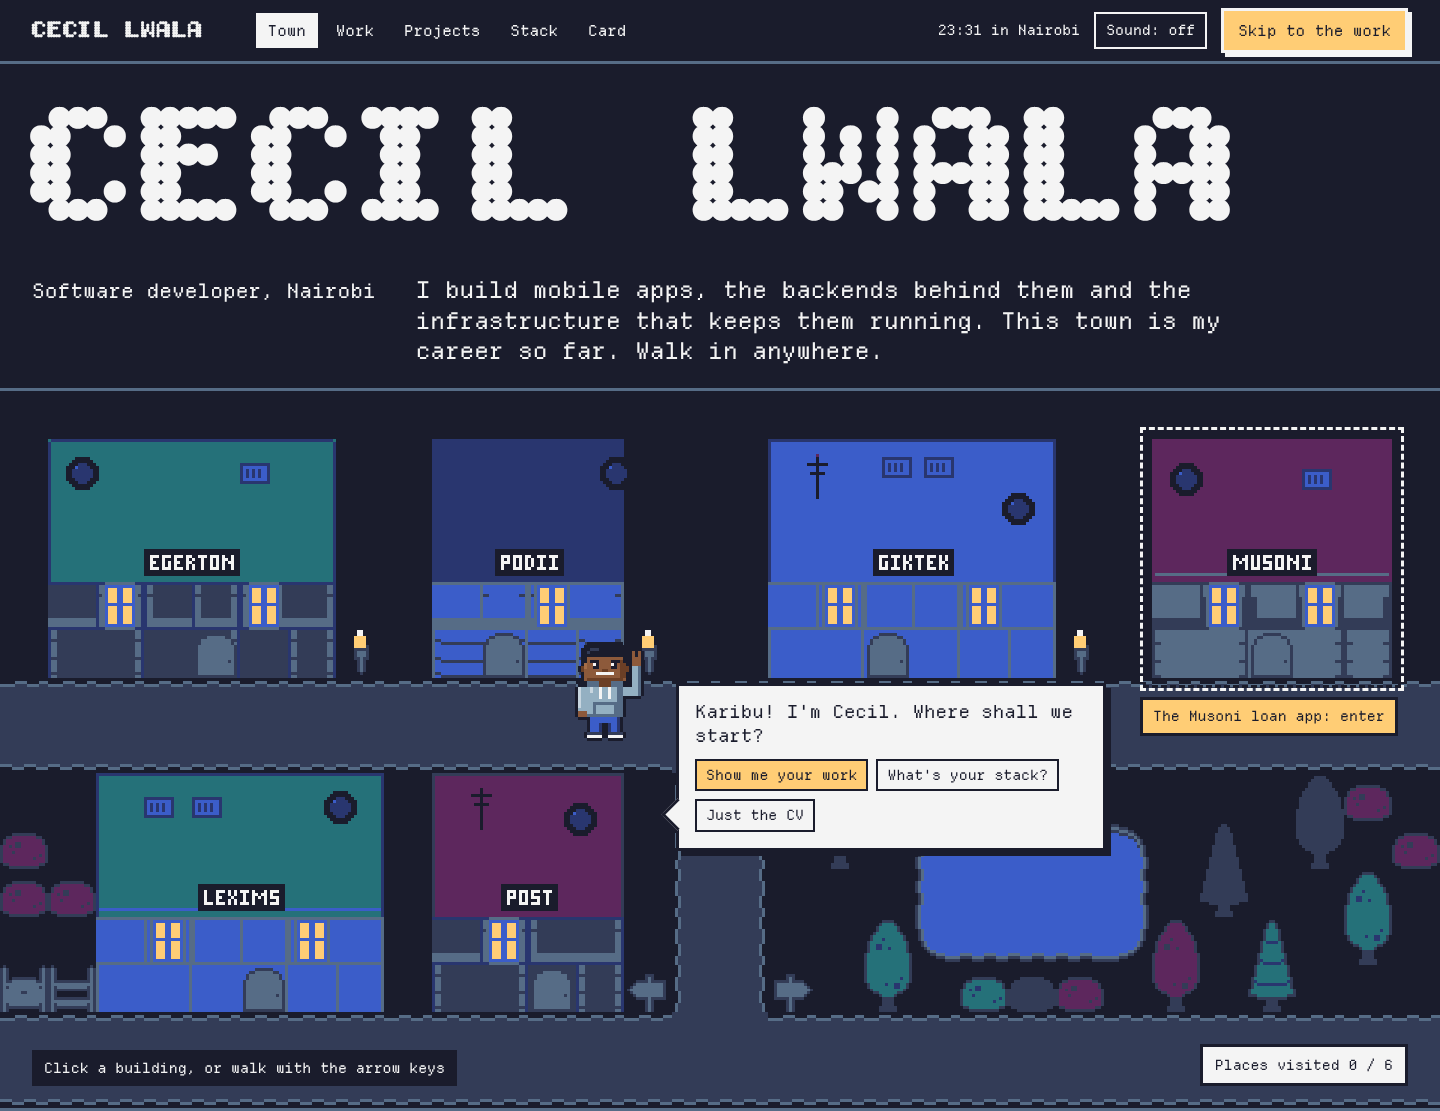 CECIL LWALA
Town Work Projects Stack Card
23:31 in Nairobi
Sound: off
Skip to the work
CECIL LWALA
Software developer, Nairobi
I build mobile apps, the backends behind them and the
infrastructure that keeps them running. This town is my
career so far. Walk in anywhere.
EGERTON
PODII
GIKTEK
MUSONI
Karibu! I'm Cecil. Where shall we
start?
Show me your work
What's your stack?
Just the CV
The Musoni loan app: enter
LEXIMS
POST
Click a building, or walk with the arrow keys
Places visited 0 / 6